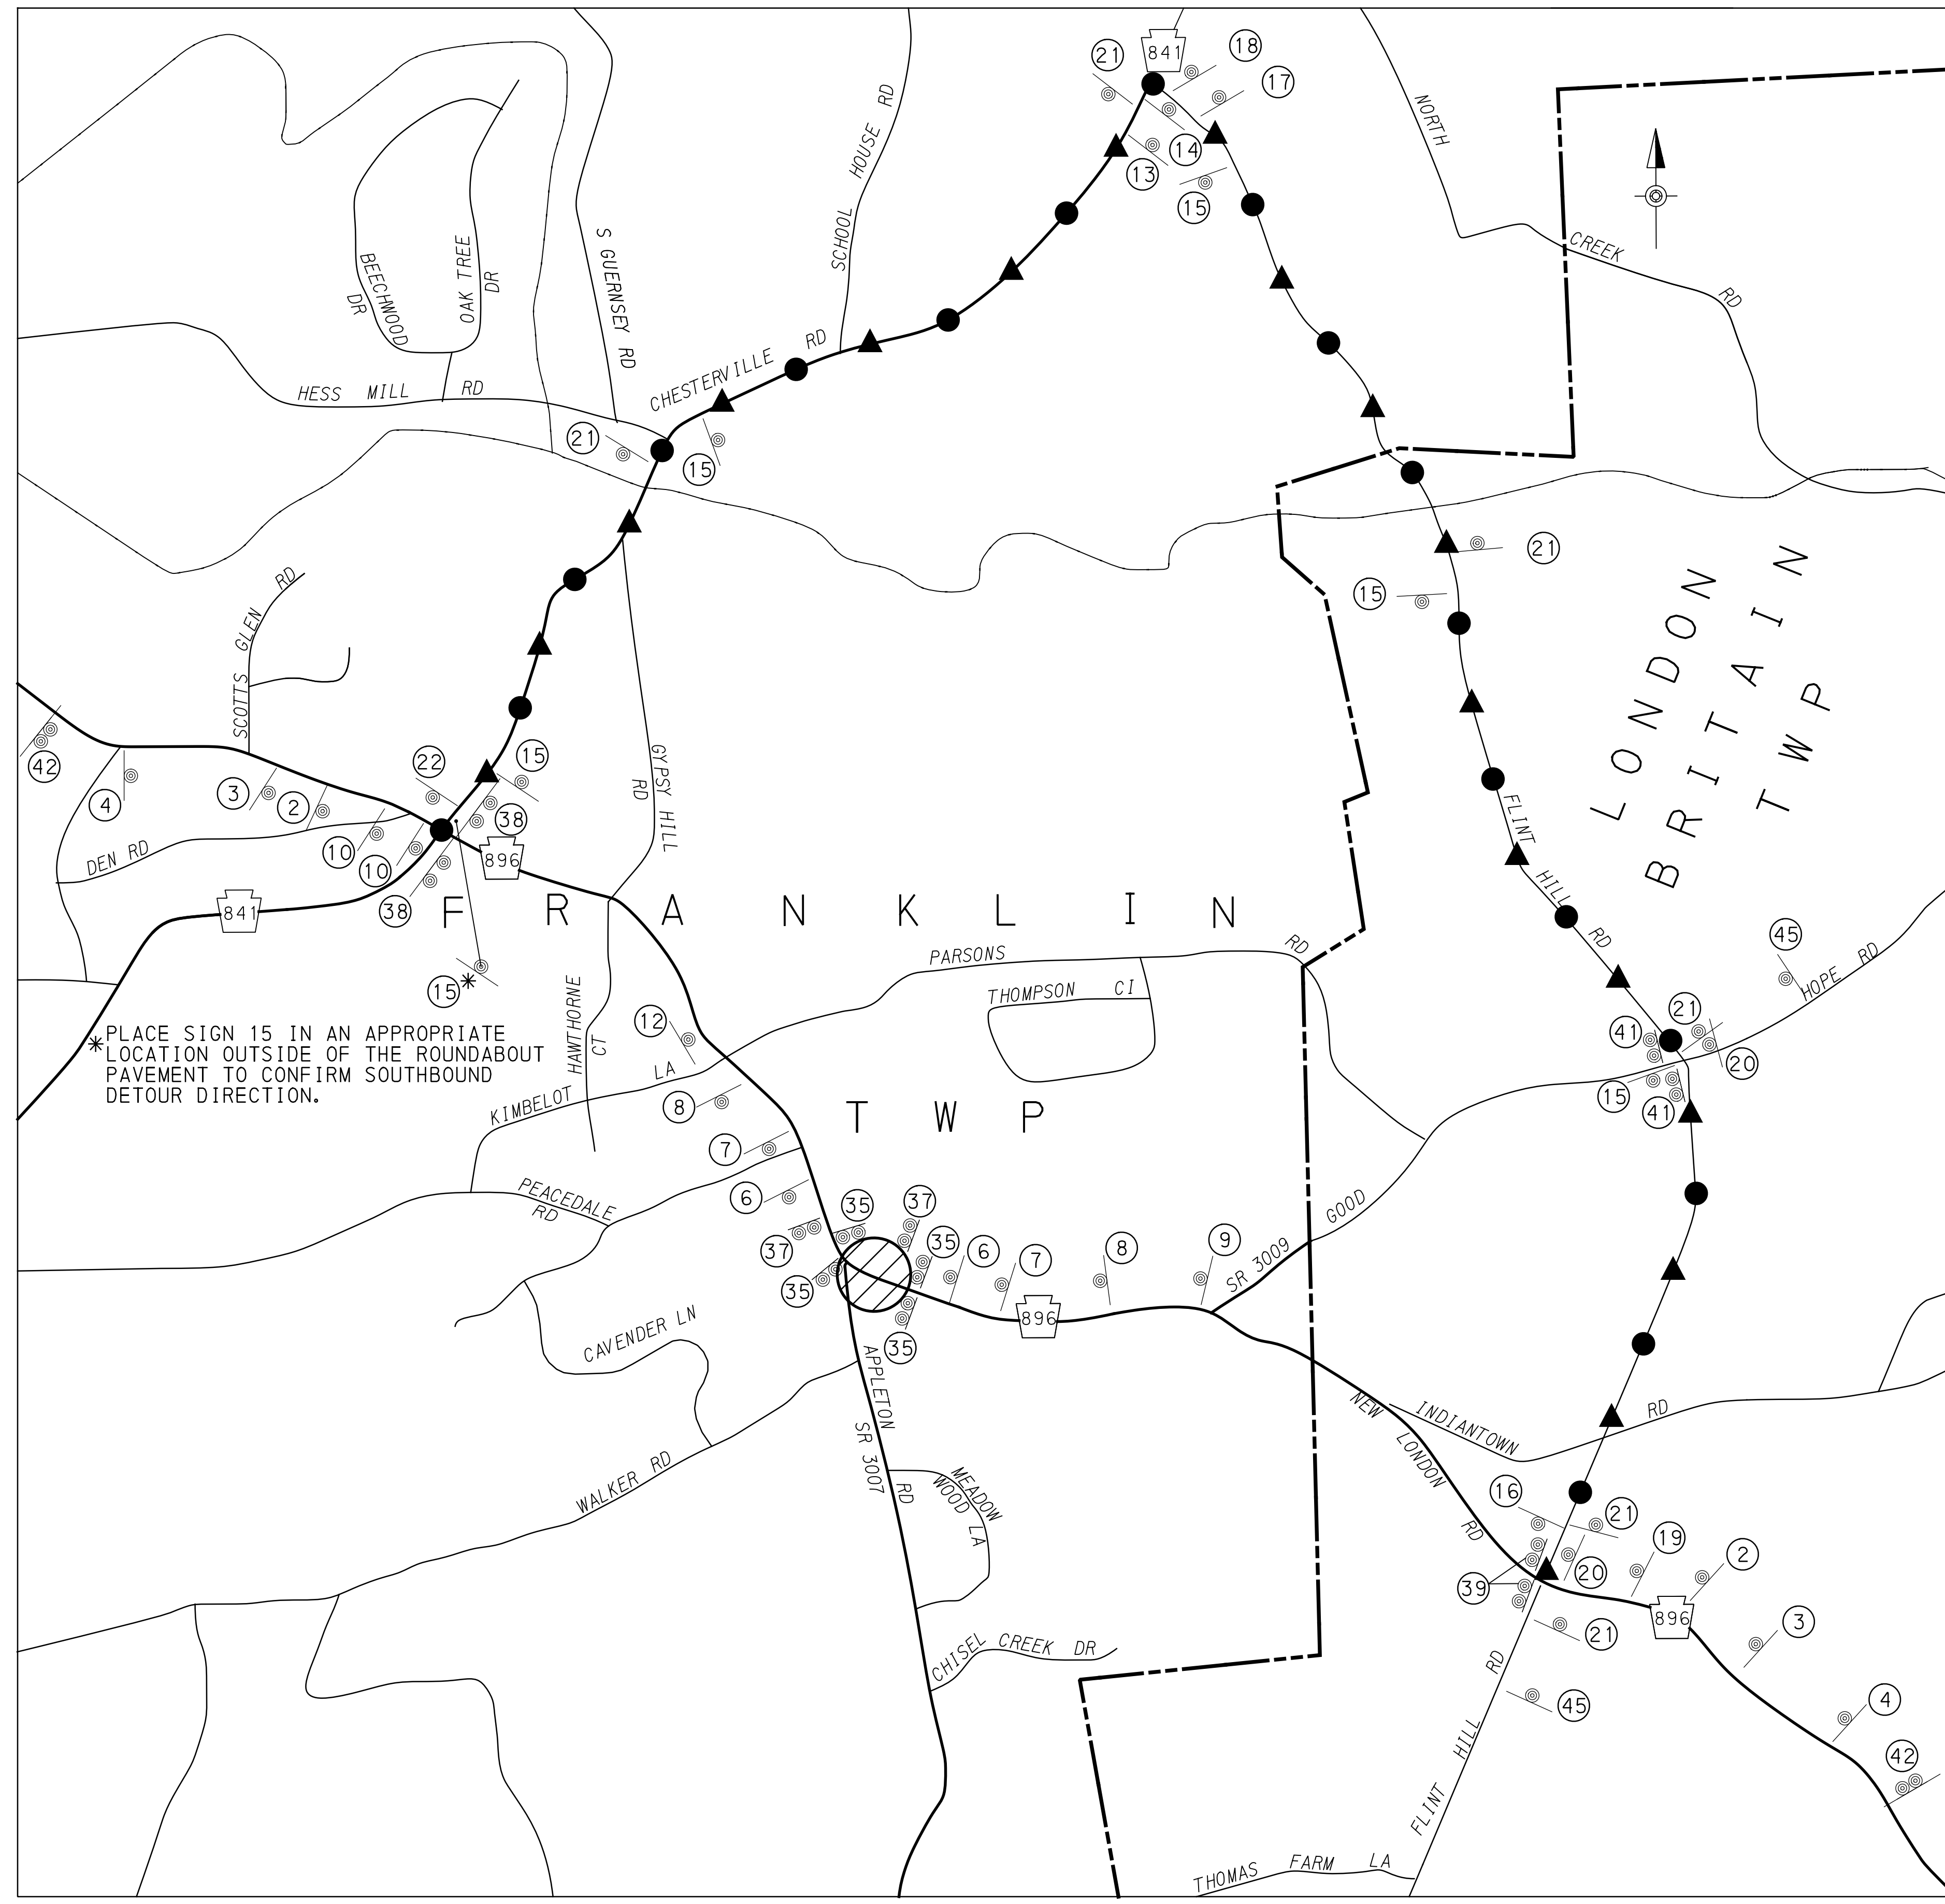 841
21
18
17
14
13
15
NORTH
CREEK
RD
SCHOOL HOUSE RD
S GUERNSEY RD
BEECHWOOD
DR
OAK TREE
DR
HESS MILL RD
CHESTERVILLE RD
21
15
21
15
LONDON
BRITAIN
TWP
SCOTTS GLEN RD
GYPSY HILL
RD
42
4
3
2
22
15
38
10
10
896
DEN RD
841
38
15
*
FRANKLIN
TWP
FLINT HILL RD
PARSONS RD
THOMPSON CI
HAWTHORNE
CT
* PLACE SIGN 15 IN AN APPROPRIATE
LOCATION OUTSIDE OF THE ROUNDABOUT
PAVEMENT TO CONFIRM SOUTHBOUND
DETOUR DIRECTION.
12
KIMBELOT LA
8
7
6
45
HOPE RD
21
41
20
15
41
PEACEDALE
RD
35
37
37
35
35
6
7
8
9
35
896
SR 3009
GOOD
CAVENDER LN
APPLETON
RD
SR 3007
WALKER RD
MEADOW
WOOD LA
NEW LONDON RD
INDIANTOWN RD
16
21
19
2
20
39
896
21
3
45
4
42
CHISEL CREEK DR
FLINT HILL RD
THOMAS FARM LA